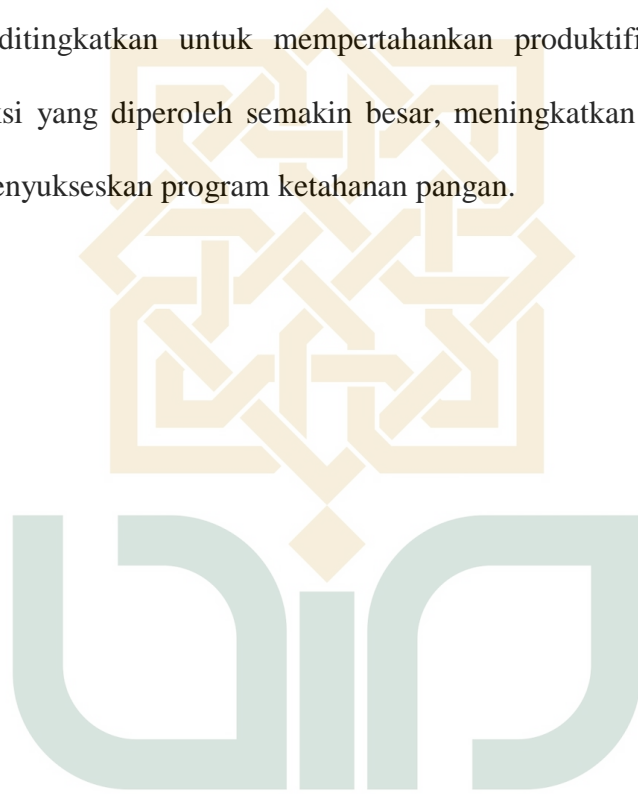 ditingkatkan untuk mempertahankan produktifi
si yang diperoleh semakin besar, meningkatkan
enyukseskan program ketahanan pangan.